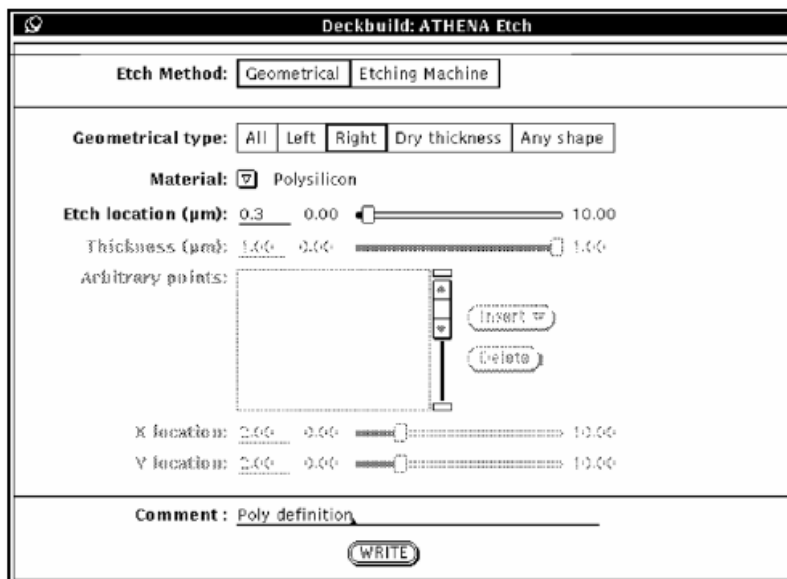 Deckbuild: ATHENA Etch
Etch Method: Geometrical Etching Machine
Geometrical type: All Left Right Dry thickness Any shape
Material: Polysilicon
Etch location (µm): 0.3 0.00 10.00
Thickness (µm): 1.00 0.00 1.00
Arbitrary points:
Insert
Delete
X location: 2.00 0.00 10.00
Y location: 2.00 0.00 10.00
Comment : Poly definition
WRITE